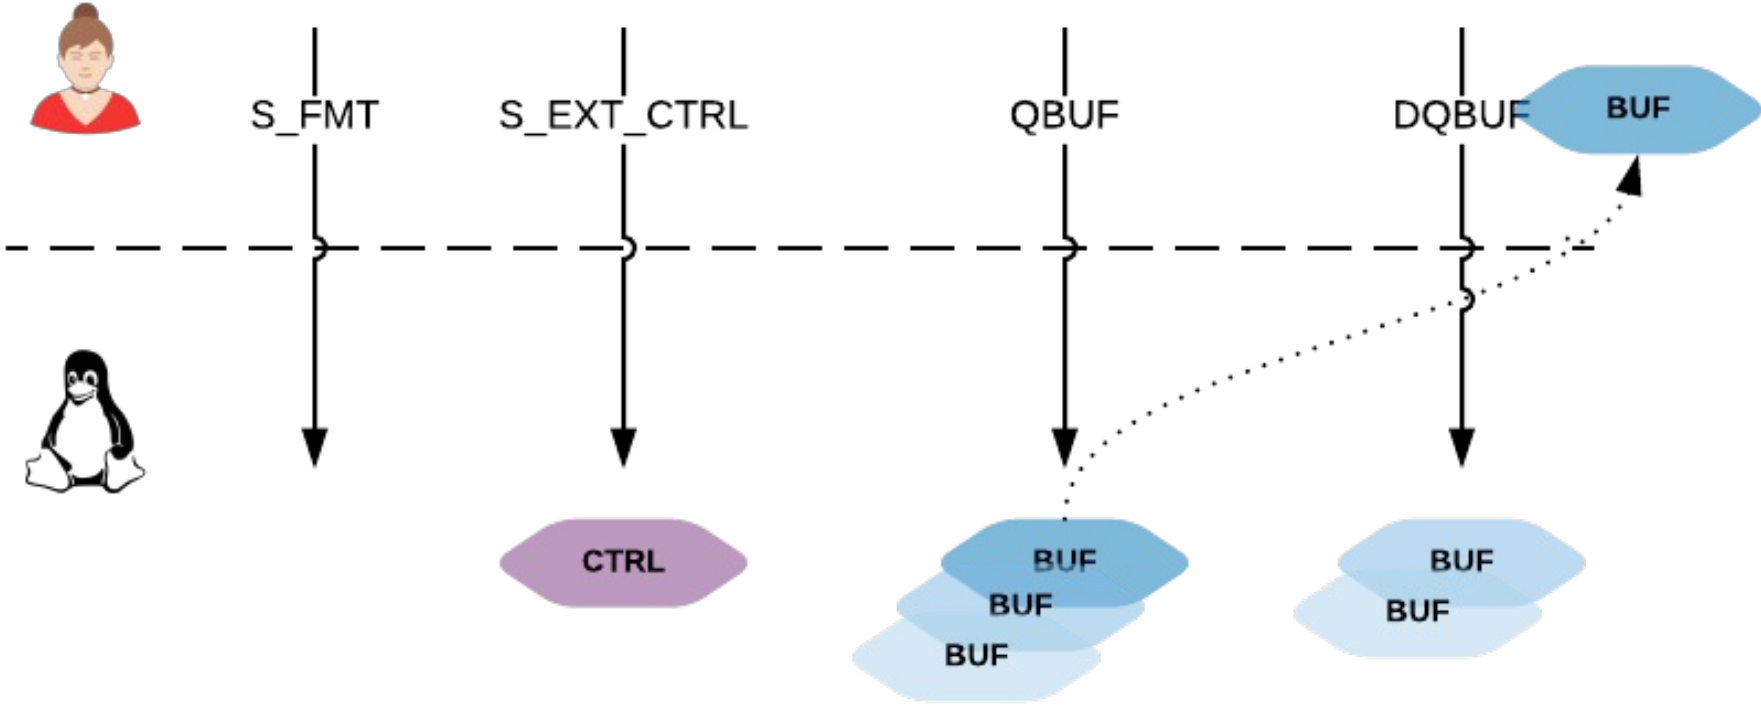 S_FMT
S_EXT_CTRL
QBUF
DQBUF
BUF
CTRL
BUF
BUF
BUF
BUF
BUF